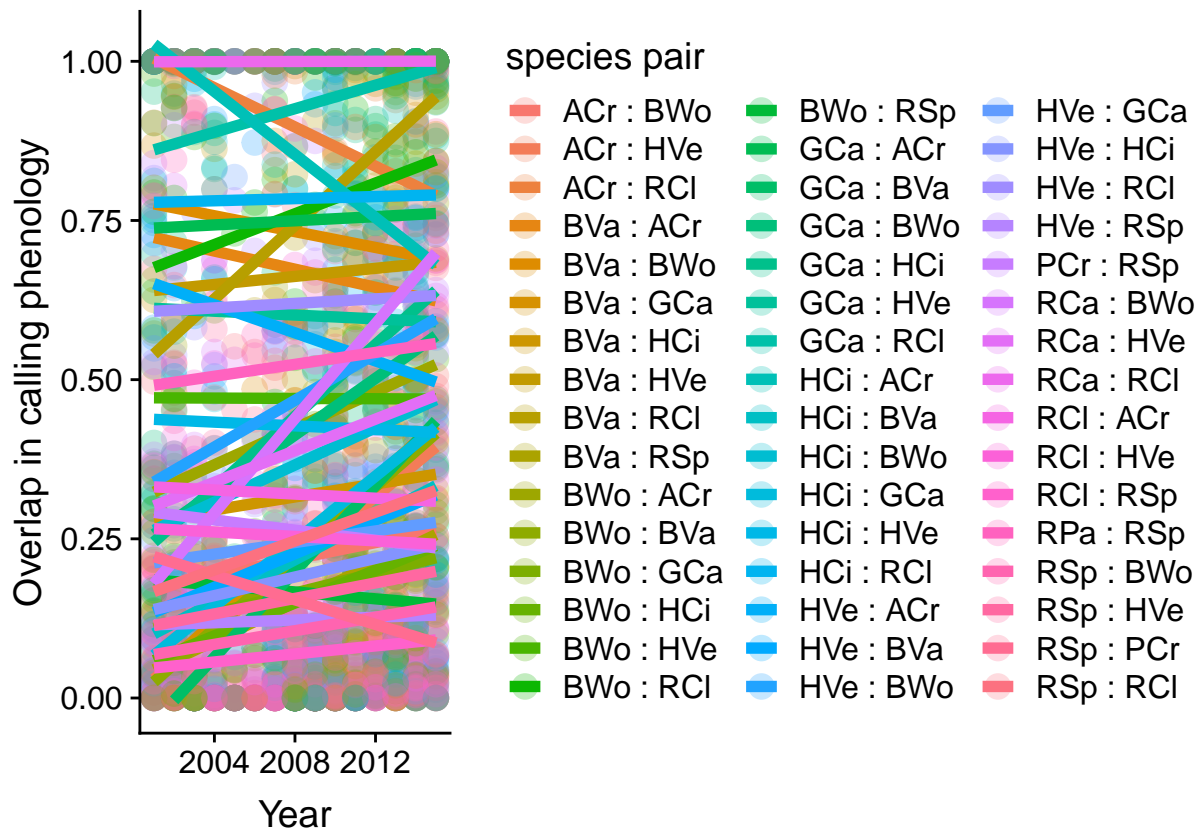 species pair
1.00
0.75
0.50
0.25
0.00
Overlap in calling phenology
2004 2008 2012
Year
ACr : BWo
ACr : HVe
ACr : RCl
BVa : ACr
BVa : BWo
BVa : GCa
BVa : HCi
BVa : HVe
BVa : RCl
BVa : RSp
BWo : ACr
BWo : BVa
BWo : GCa
BWo : HCi
BWo : HVe
BWo : RCl
BWo : RSp
GCa : ACr
GCa : BVa
GCa : BWo
GCa : HCi
GCa : HVe
GCa : RCl
HCi : ACr
HCi : BVa
HCi : BWo
HCi : GCa
HCi : HVe
HCi : RCl
HVe : ACr
HVe : BVa
HVe : BWo
HVe : GCa
HVe : HCi
HVe : RCl
HVe : RSp
PCr : RSp
RCa : BWo
RCa : HVe
RCa : RCl
RCl : ACr
RCl : HVe
RCl : RSp
RPa : RSp
RSp : BWo
RSp : HVe
RSp : PCr
RSp : RCl